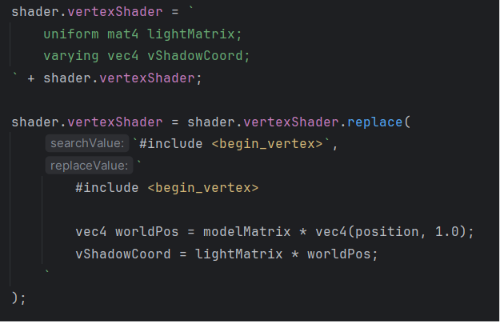 shader.vertexShader = `
uniform mat4 lightMatrix;
varying vec4 vShadowCoord;
` + shader.vertexShader;
shader.vertexShader = shader.vertexShader.replace(
searchValue: `#include <begin_vertex>`,
replaceValue: `
#include <begin_vertex>
vec4 worldPos = modelMatrix * vec4(position, 1.0);
vShadowCoord = lightMatrix * worldPos;
`
);